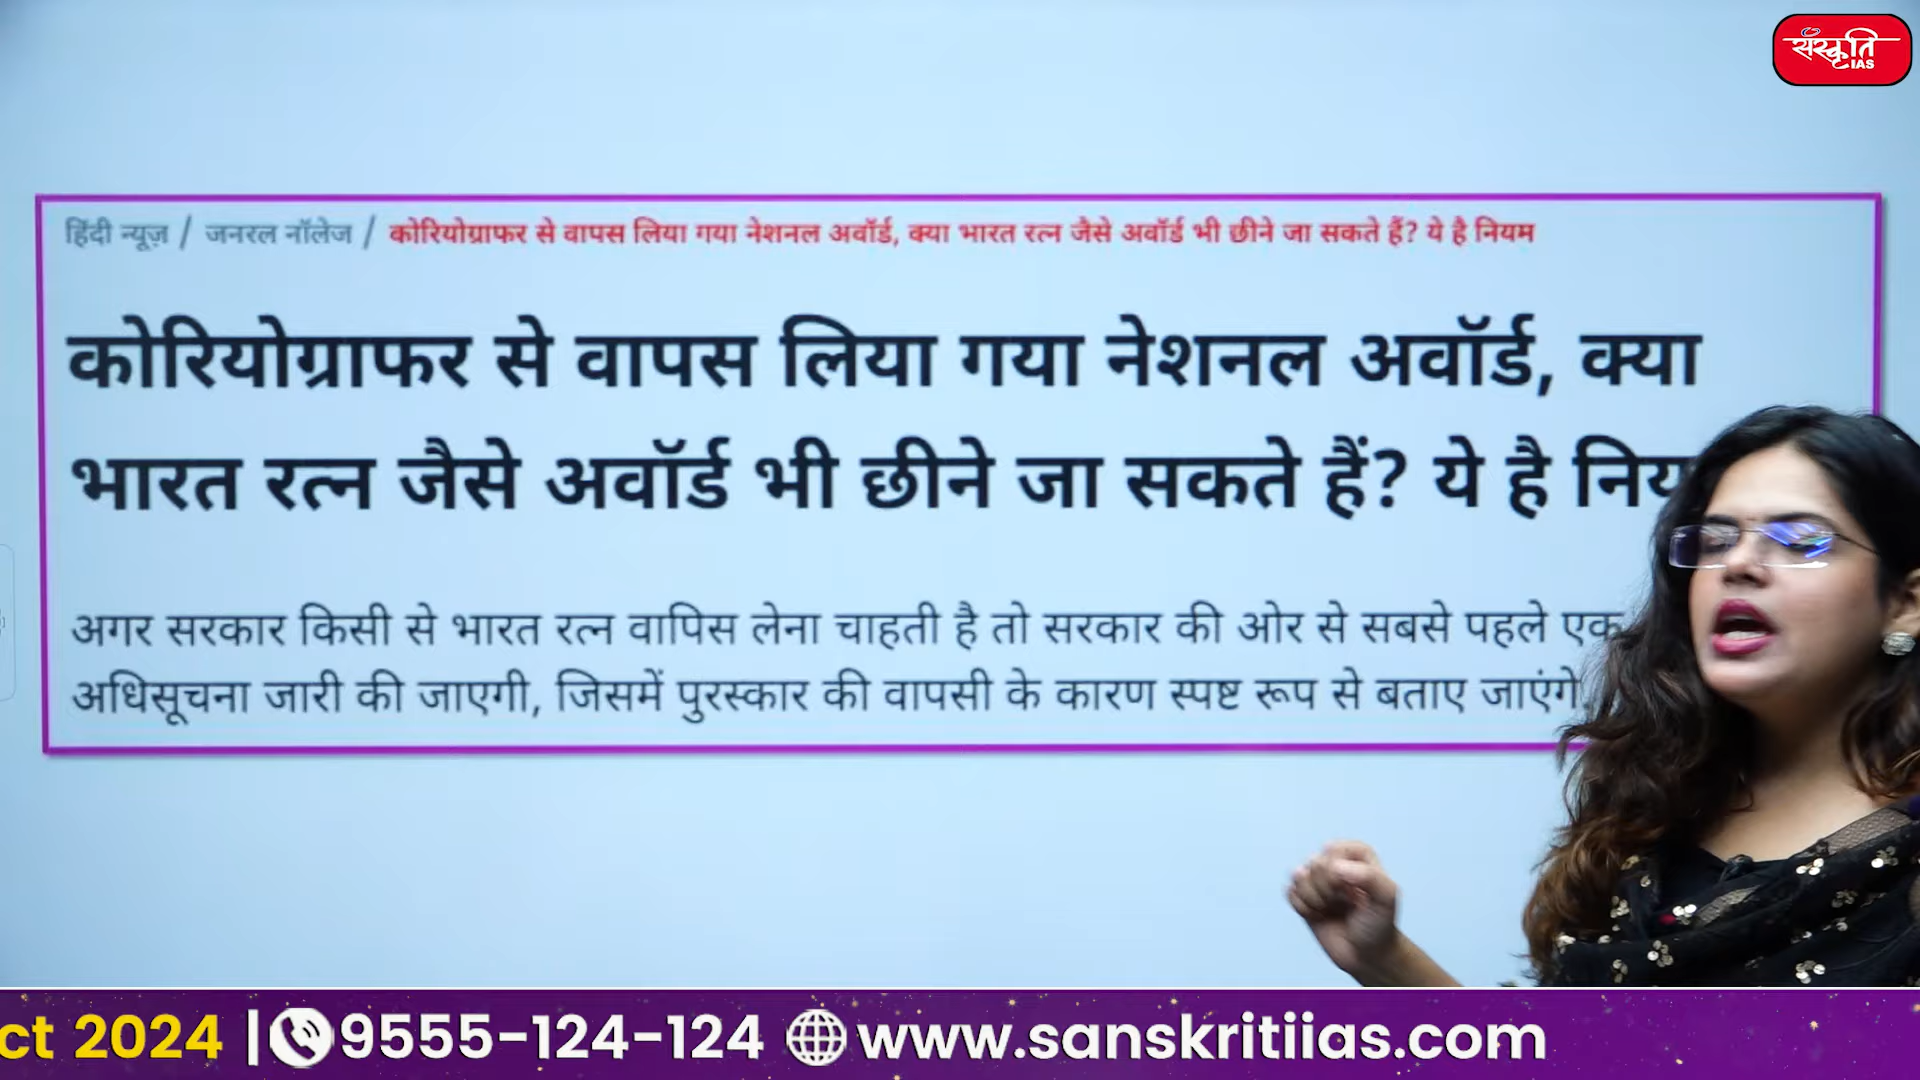 संस्कृति
IAS
हिंदी न्यूज़ / जनरल नॉलेज / कोरियोग्राफर से वापस लिया गया नेशनल अवॉर्ड, क्या भारत रत्न जैसे अवॉर्ड भी छीने जा सकते हैं? ये है नियम
कोरियोग्राफर से वापस लिया गया नेशनल अवॉर्ड, क्या
भारत रत्न जैसे अवॉर्ड भी छीने जा सकते हैं? ये है
अगर सरकार किसी से भारत रत्न वापिस लेना चाहती है तो सरकार की ओर से सबसे पहले एक
अधिसूचना जारी की जाएगी, जिसमें पुरस्कार की वापसी के कारण स्पष्ट रूप से बताए जाएंगे.
ct 2024 | 9555-124-124 www.sanskritiias.com